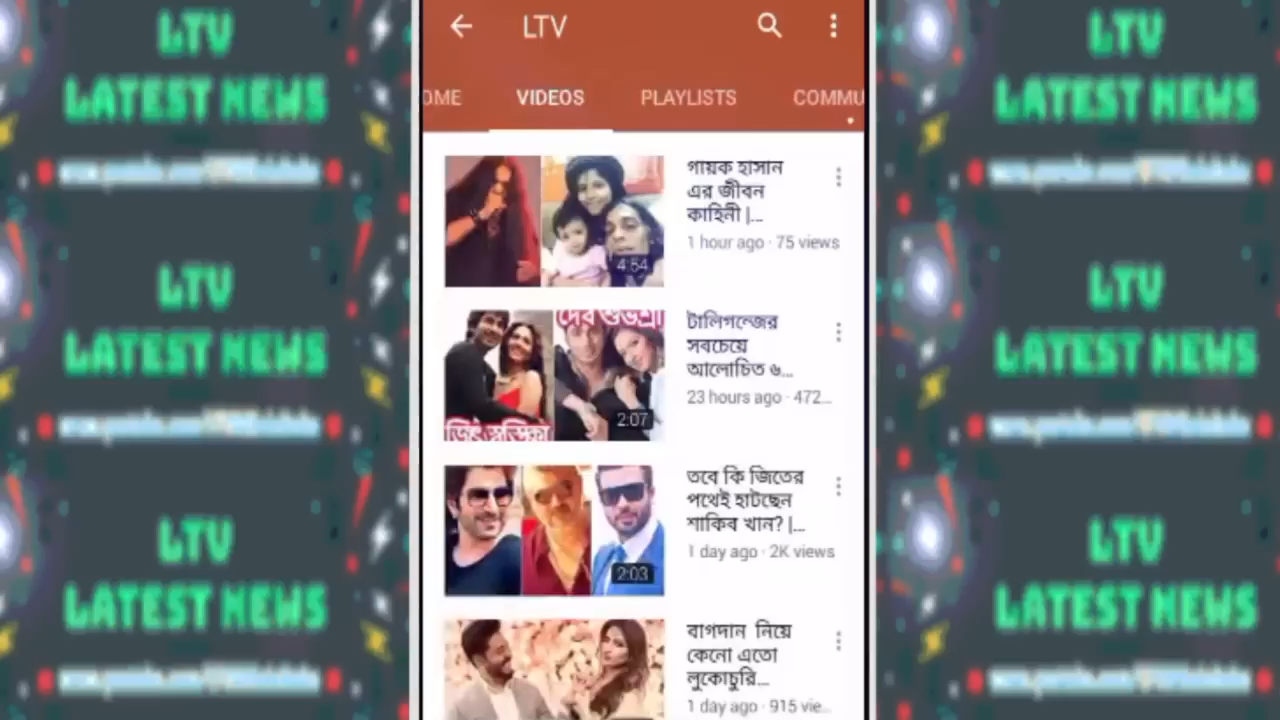 LTV
LATEST NEWS
LTV
LATEST NEWS
LTV
LATEST NEWS
LTV
OME VIDEOS PLAYLISTS COMMU
4:54
গায়ক হাসান
এর জীবন
কাহিনী |...
1 hour ago · 75 views
দেব শুভশ্রী
2:07
টালিগন্জের
সবচেয়ে
আলোচিত ৬...
23 hours ago · 472...
2:03
তবে কি জিতের
পথেই হাটছেন
শাকিব খান? |...
1 day ago · 2K views
বাগদান নিয়ে
কেনো এতো
লুকোচুরি...
1 day ago · 915 vie...
LTV
LATEST NEWS
LTV
LATEST NEWS
LTV
LATEST NEWS